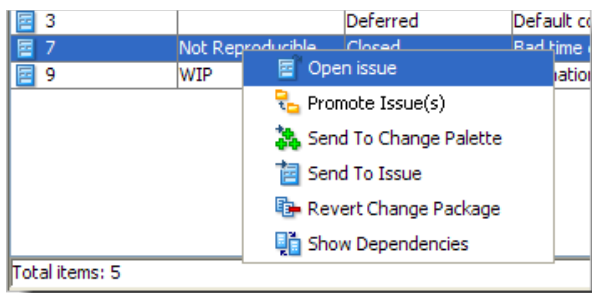 3 Deferred Default
7 Not Reproducible Closed Bad time
9 WIP
Open issue
Promote Issue(s)
Send To Change Palette
Send To Issue
Revert Change Package
Show Dependencies
Total items: 5